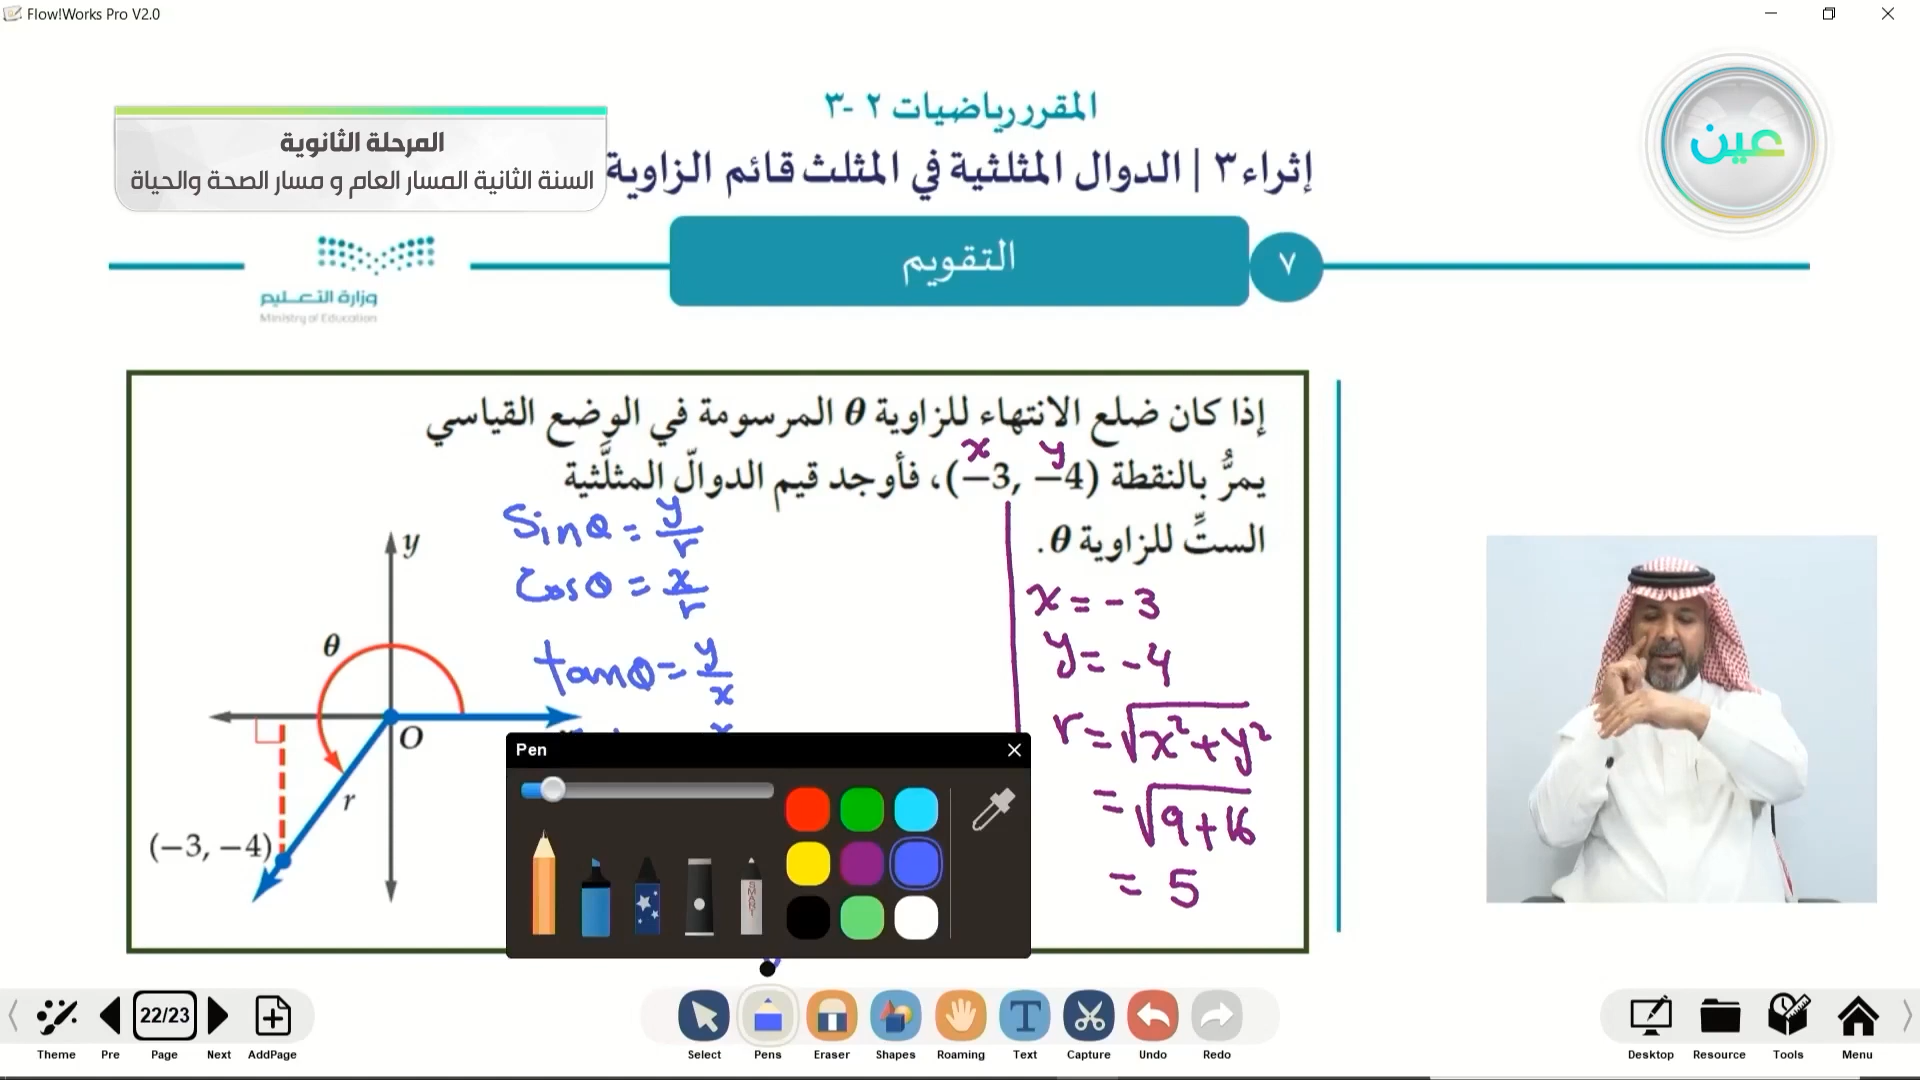 Flow!Works Pro V2.0
المقرر رياضيات ٢ -٣
إثراء ٣ | الدوال المثلثية في المثلث قائم الزاوية
المرحلة الثانوية
السنة الثانية المسار العام و مسار الصحة والحياة
عين
وزارة التعليم
Ministry of Education
٧
التقويم
إذا كان ضلع الانتهاء للزاوية θ المرسومة في الوضع القياسي
x y
يمرُّ بالنقطة (−3, −4)، فأوجد قيم الدوالّ المثلَّثية
الستِّ للزاوية θ.
Sinθ = y/r
Cosθ = x/r
tanθ = y/x
x = -3
y = -4
r = √x²+y²
= √9+16
= 5
y
θ
O
r
(−3, −4)
Pen
SMART
22/23
Theme Pre Page Next AddPage
Select Pens Eraser Shapes Roaming Text Capture Undo Redo
Desktop Resource Tools Menu